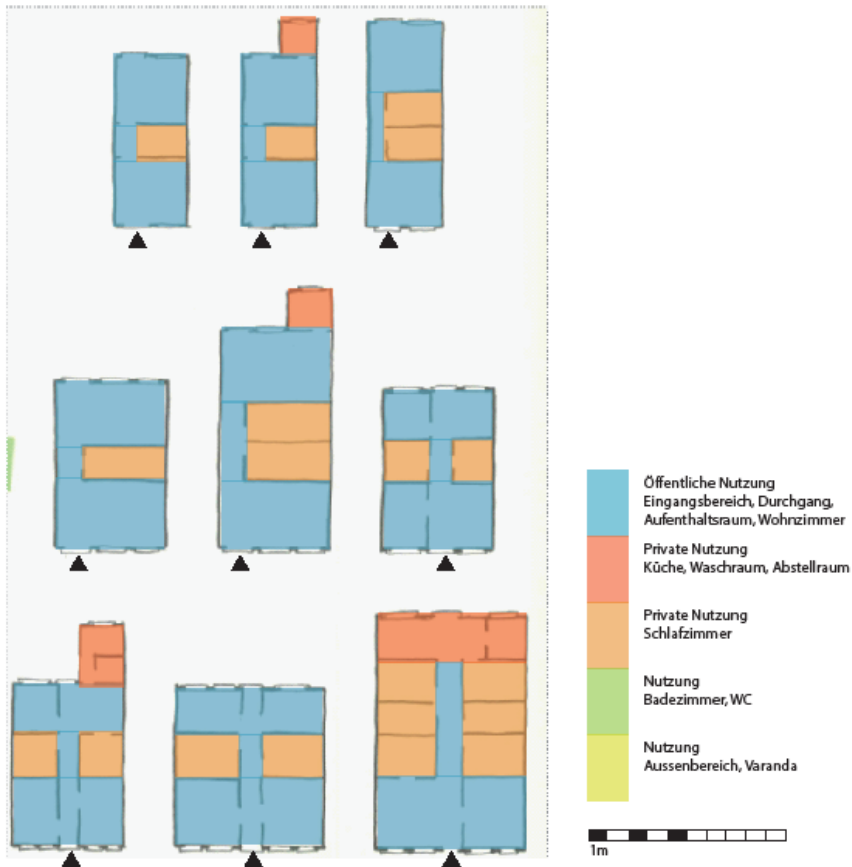 Öffentliche Nutzung
Eingangsbereich, Durchgang,
Aufenthaltsraum, Wohnzimmer
Private Nutzung
Küche, Waschraum, Abstellraum
Private Nutzung
Schlafzimmer
Nutzung
Badezimmer, WC
Nutzung
Aussenbereich, Varanda
1m